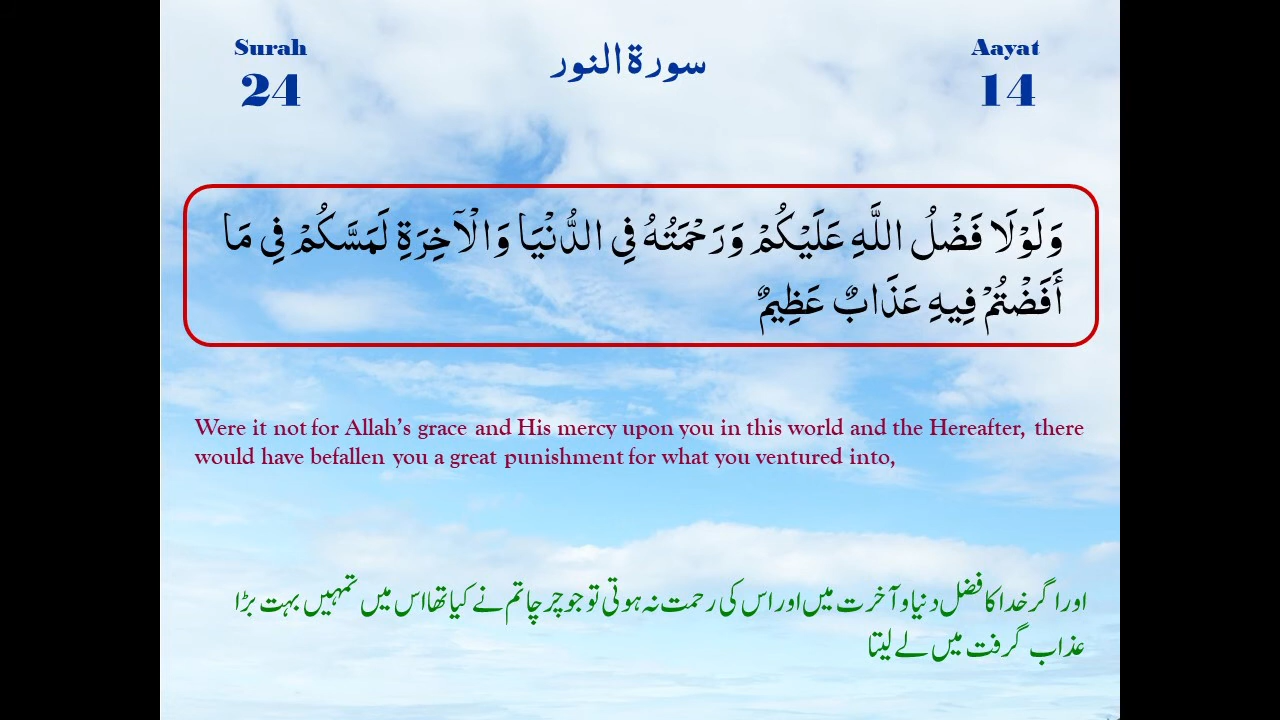 Surah
24
سورة النور
Aayat
14
وَلَوْلَا فَضْلُ اللَّهِ عَلَيْكُمْ وَرَحْمَتُهُ فِي الدُّنْيَا وَالْآخِرَةِ لَمَسَّكُمْ فِي مَا
أَفَضْتُمْ فِيهِ عَذَابٌ عَظِيمٌ
Were it not for Allah’s grace and His mercy upon you in this world and the Hereafter, there
would have befallen you a great punishment for what you ventured into,
اور اگر خدا کا فضل دنیا و آخرت میں اور اس کی رحمت نہ ہوتی تو جو چرچا تم نے کیا تھا اس میں تمہیں بہت بڑا
عذاب گرفت میں لے لیتا